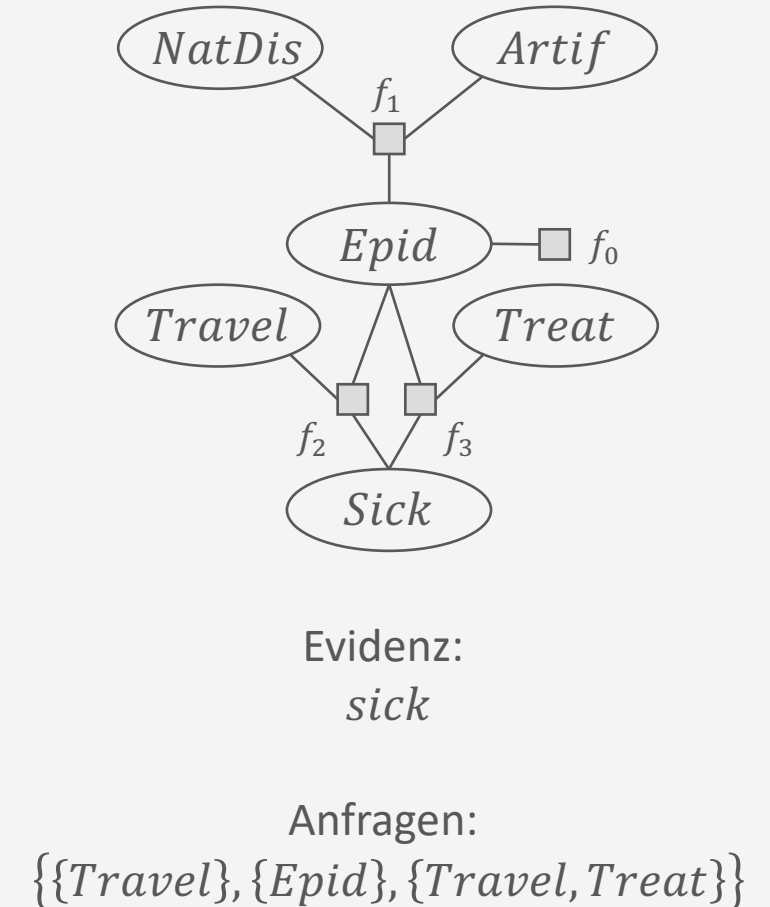 NatDis Artif
f₁
Epid f₀
Travel Treat
f₂ f₃
Sick
Evidenz:
sick
Anfragen:
{{Travel}, {Epid}, {Travel, Treat}}